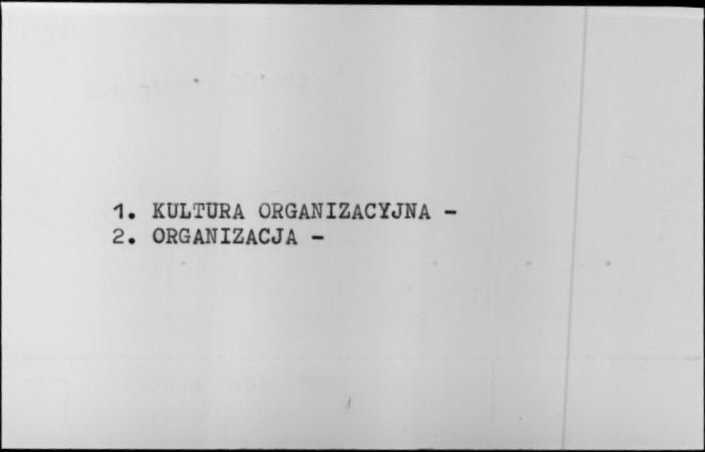 1. KULTURA ORGANIZACYJNA -
2. ORGANIZACJA -